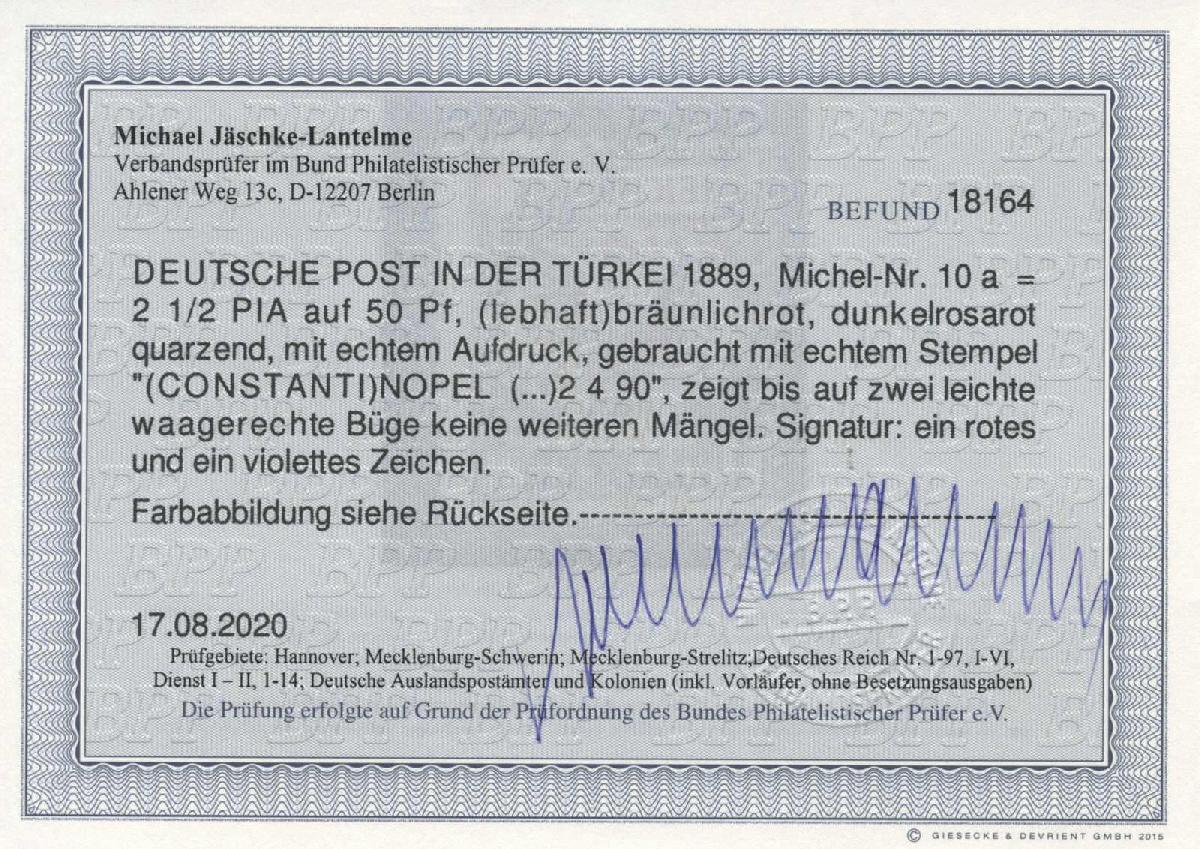 Michael Jäschke-Lantelme
Verbandsprüfer im Bund Philatelistischer Prüfer e. V.
Ahlener Weg 13c, D-12207 Berlin
BEFUND 18164
DEUTSCHE POST IN DER TÜRKEI 1889, Michel-Nr. 10 a =
2 1/2 PIA auf 50 Pf, (lebhaft)bräunlichrot, dunkelrosarot
quarzend, mit echtem Aufdruck, gebraucht mit echtem Stempel
"(CONSTANTI)NOPEL (...)2 4 90", zeigt bis auf zwei leichte
waagerechte Büge keine weiteren Mängel. Signatur: ein rotes
und ein violettes Zeichen.
Farbabbildung siehe Rückseite.------------------------------------------
17.08.2020
Prüfgebiete: Hannover; Mecklenburg-Schwerin; Mecklenburg-Strelitz;Deutsches Reich Nr. 1-97, I-VI,
Dienst I – II, 1-14; Deutsche Auslandspostämter und Kolonien (inkl. Vorläufer, ohne Besetzungsausgaben)
Die Prüfung erfolgte auf Grund der Prüfordnung des Bundes Philatelistischer Prüfer e.V.
© GIESECKE & DEVRIENT GMBH 2015